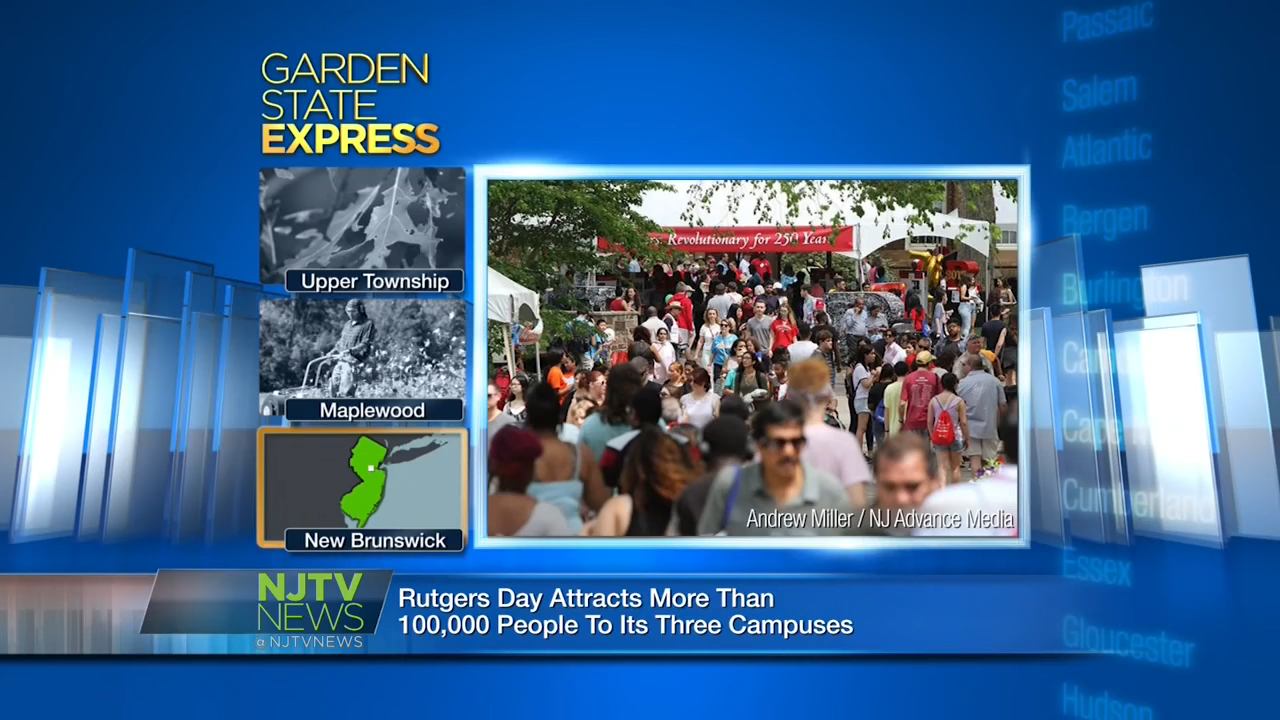 GARDEN
STATE
EXPRESS
Upper Township
Maplewood
New Brunswick
Revolutionary for 250 Years
Andrew Miller / NJ Advance Media
NJTV
NEWS
@NJTVNEWS
Rutgers Day Attracts More Than
100,000 People To Its Three Campuses
Passaic
Salem
Atlantic
Bergen
Burlington
Cape
Cumberland
Essex
Gloucester
Hudson